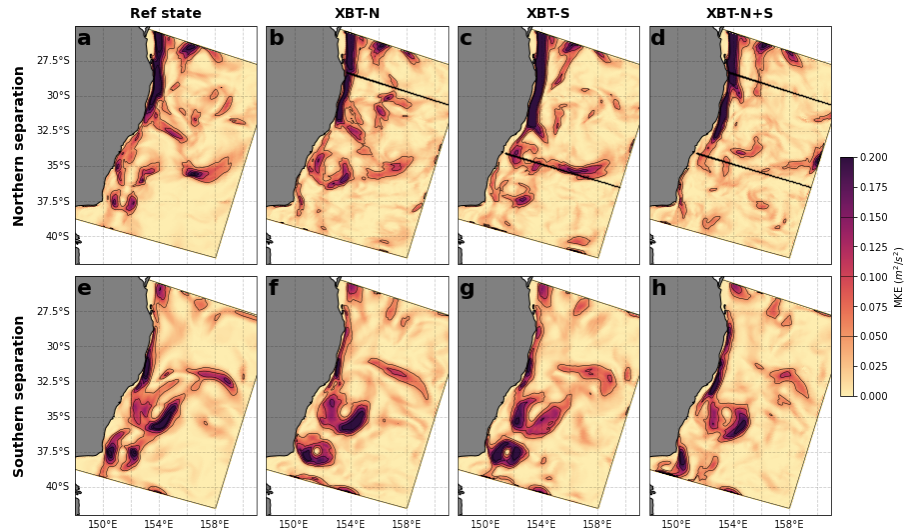 Ref state XBT-N XBT-S XBT-N+S
Northern separation
a b c d
27.5°S
30°S
32.5°S
35°S
37.5°S
40°S
Southern separation
e f g h
27.5°S
30°S
32.5°S
35°S
37.5°S
40°S
150°E 154°E 158°E 150°E 154°E 158°E 150°E 154°E 158°E 150°E 154°E 158°E
0.200
0.175
0.150
0.125
0.100
0.075
0.050
0.025
0.000
MKE (m²/s²)